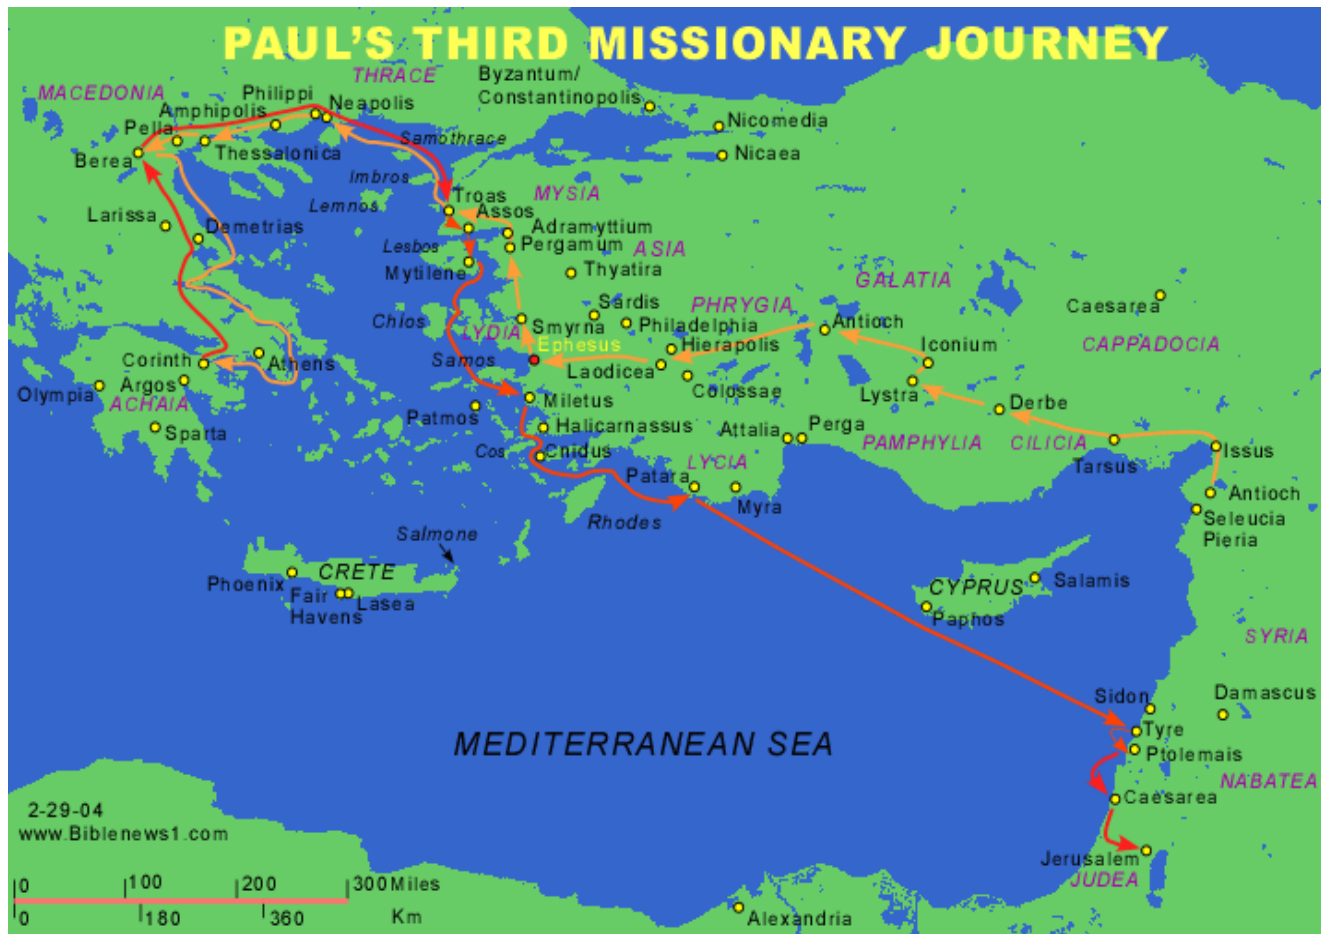 PAUL'S THIRD MISSIONARY JOURNEY
MACEDONIA
THRACE
Byzantum/
Constantinopolis
Philippi
Neapolis
Amphipolis
Pella
Berea
Thessalonica
Samothrace
Nicomedia
Nicaea
Imbros
Lemnos
Troas
MYSIA
Assos
Larissa
Demetrias
Adramyttium
Lesbos
Pergamum
ASIA
Mytilene
Thyatira
GALATIA
Caesarea
Chios
LYDIA
Smyrna
Sardis
PHRYGIA
Philadelphia
Antioch
Ephesus
Hierapolis
Iconium
CAPPADOCIA
Corinth
Athens
Samos
Laodicea
Olympia
Argos
ACHAIA
Colossae
Lystra
Derbe
Patmos
Miletus
Sparta
Halicarnassus
Attalia
Perga
PAMPHYLIA
CILICIA
Cos
Cnidus
LYCIA
Tarsus
Issus
Patara
Myra
Antioch
Rhodes
Seleucia
Pieria
Salmone
CRETE
Phoenix
Fair
Havens
Lasea
CYPRUS
Salamis
Paphos
SYRIA
Sidon
Damascus
Tyre
MEDITERRANEAN SEA
Ptolemais
NABATEA
Caesarea
2-29-04
www.Biblenews1.com
Jerusalem
JUDEA
0 100 200 300 Miles
0 180 360 Km
Alexandria